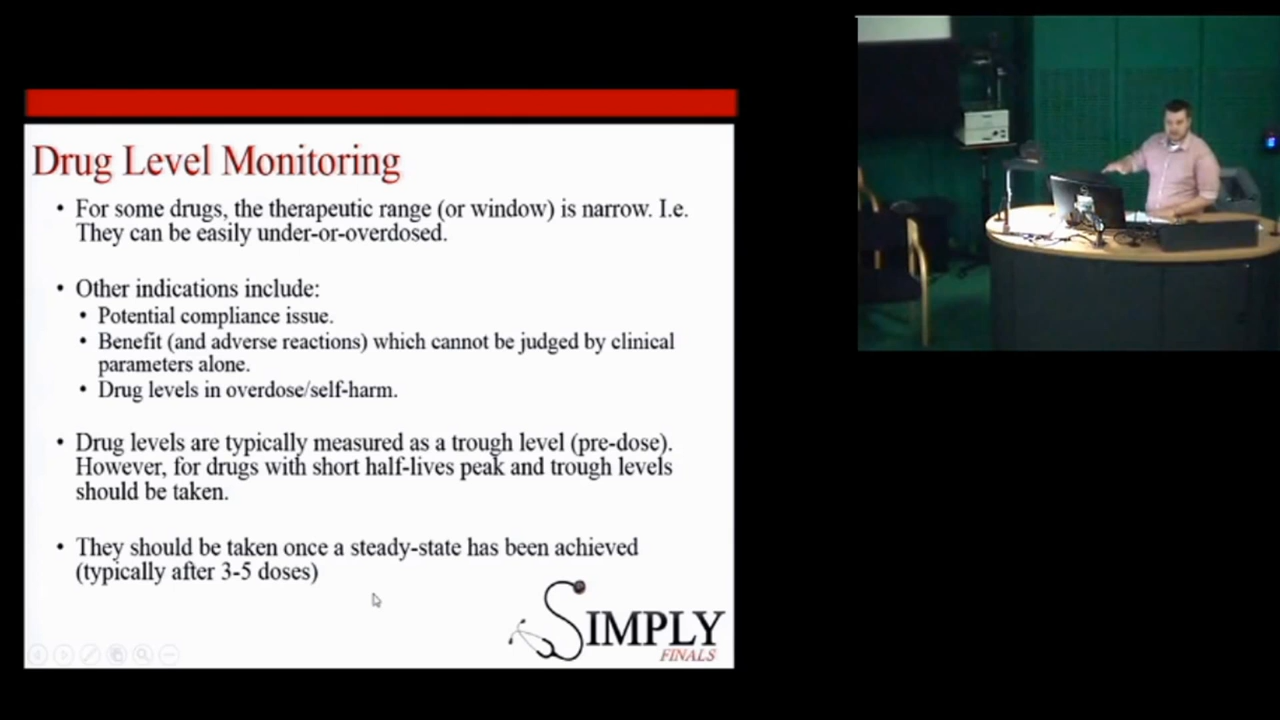 Drug Level Monitoring
• For some drugs, the therapeutic range (or window) is narrow. I.e.
They can be easily under-or-overdosed.
• Other indications include:
• Potential compliance issue.
• Benefit (and adverse reactions) which cannot be judged by clinical
parameters alone.
• Drug levels in overdose/self-harm.
• Drug levels are typically measured as a trough level (pre-dose).
However, for drugs with short half-lives peak and trough levels
should be taken.
• They should be taken once a steady-state has been achieved
(typically after 3-5 doses)
SIMPLY
FINALS